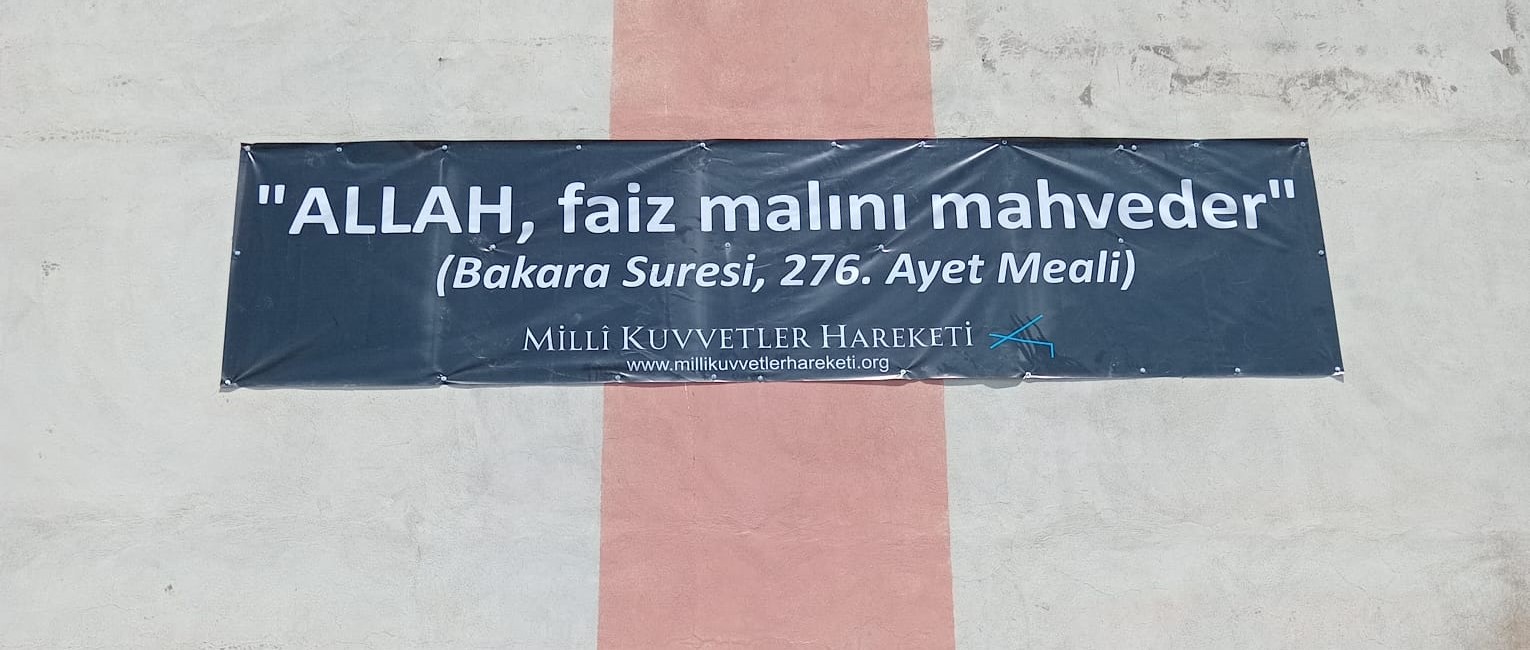 "ALLAH, faiz malını mahveder"
(Bakara Suresi, 276. Ayet Meali)
MİLLÎ KUVVETLER HAREKETİ
www.millikuvvetlerhareketi.org